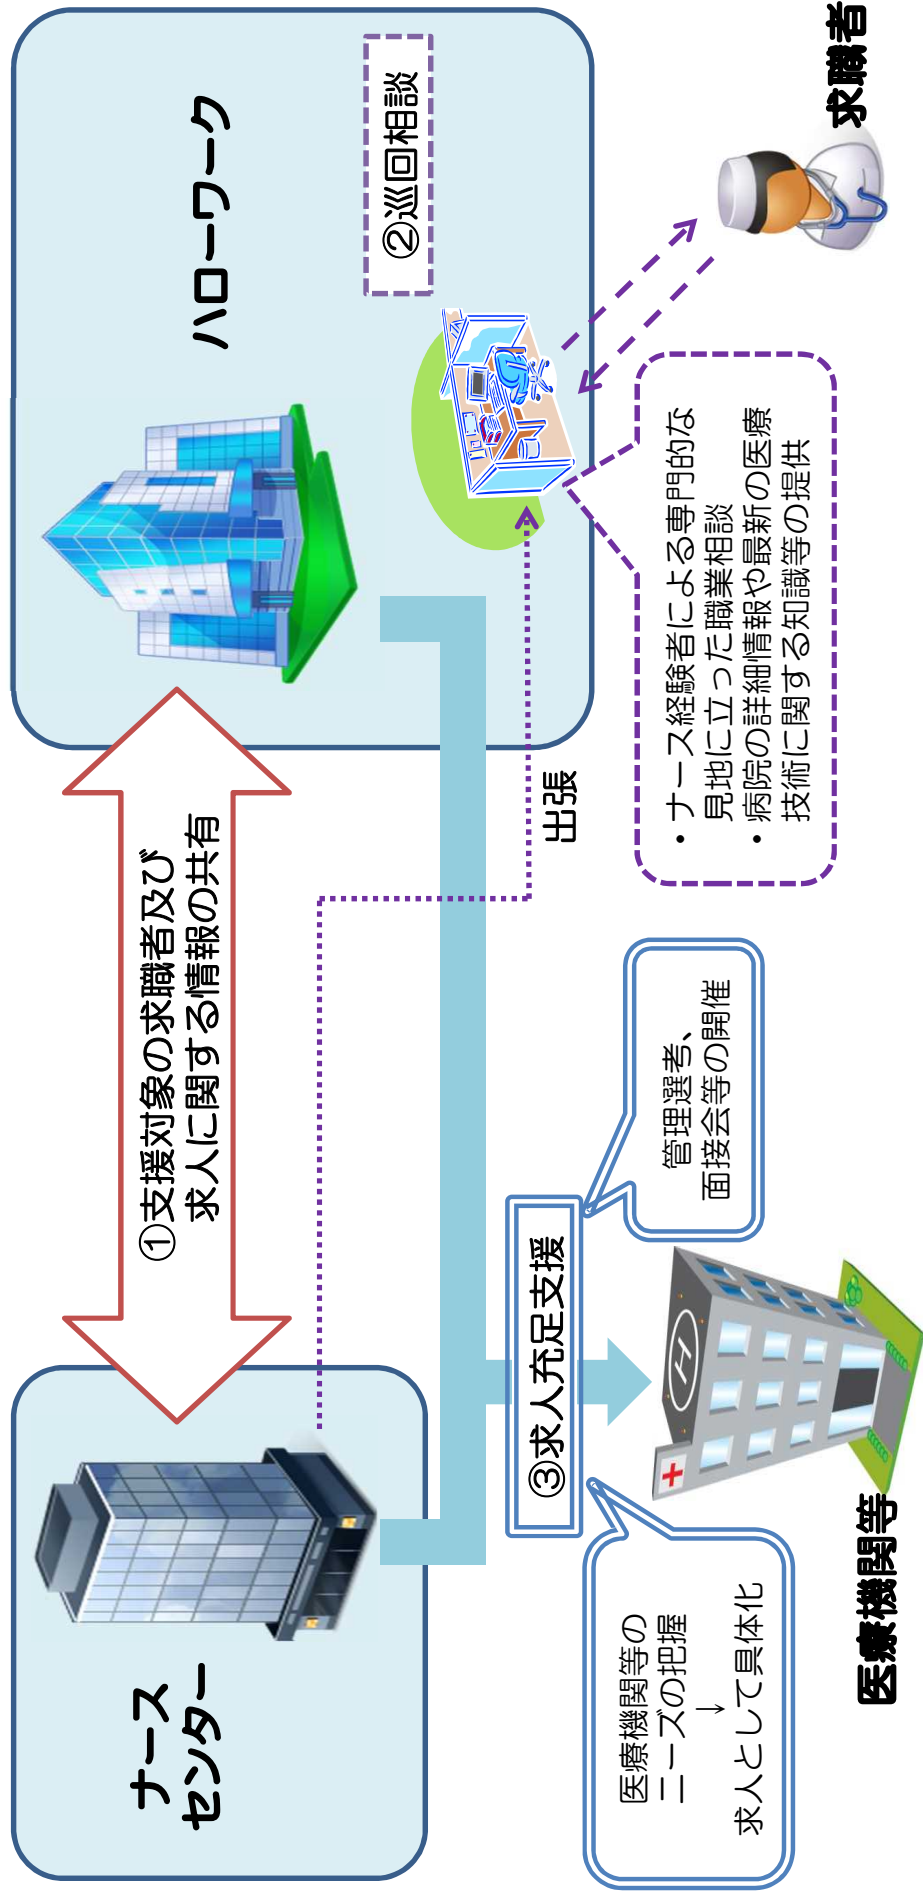 ナース
センター
①支援対象の求職者及び
求人に関する情報の共有
ハローワーク
②巡回相談
出張
・ナース経験者による専門的な
見地に立った職業相談
・病院の詳細情報や最新の医療
技術に関する知識等の提供
求職者
③求人充足支援
管理選考、
面接会等の開催
医療機関等の
ニーズの把握
↓
求人として具体化
H
医療機関等